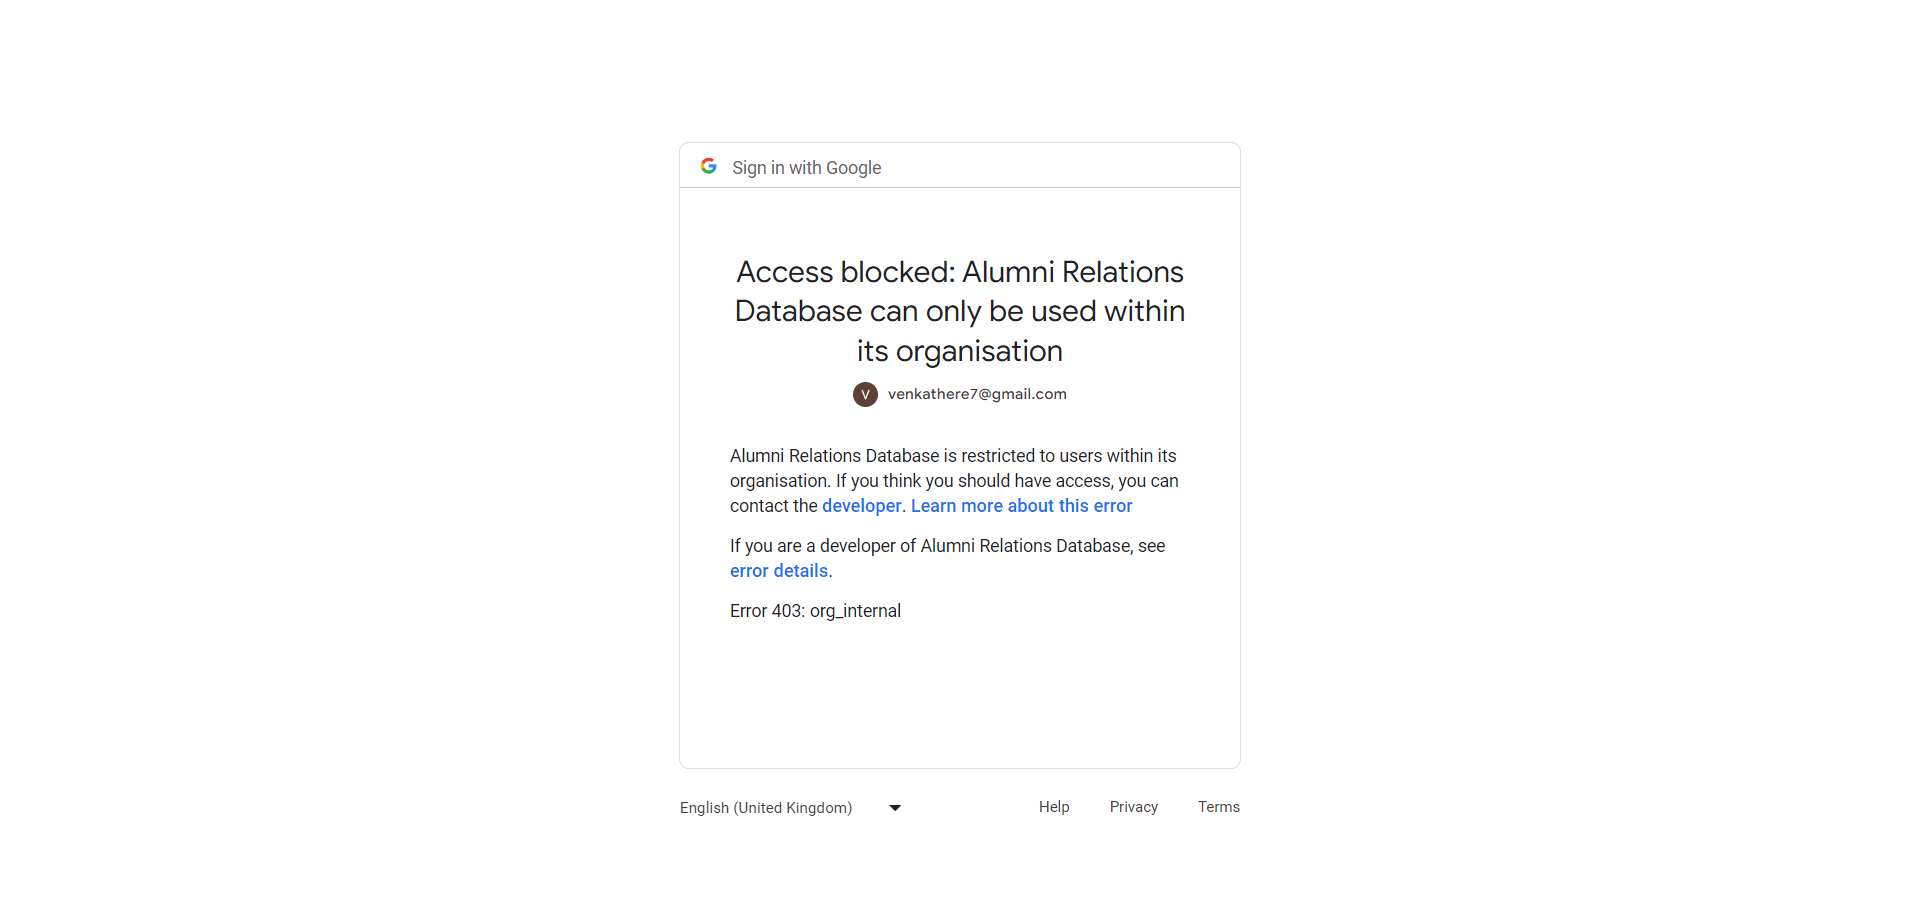 Sign in with Google
Access blocked: Alumni Relations
Database can only be used within
its organisation
V venkathere7@gmail.com
Alumni Relations Database is restricted to users within its
organisation. If you think you should have access, you can
contact the developer. Learn more about this error
If you are a developer of Alumni Relations Database, see
error details.
Error 403: org_internal
English (United Kingdom) Help Privacy Terms